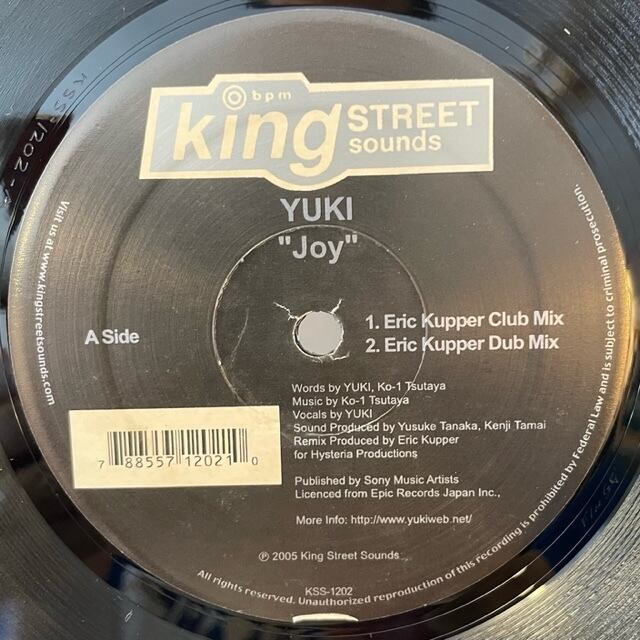 bpm
king STREET
sounds
YUKI
"Joy"
A Side
1. Eric Kupper Club Mix
2. Eric Kupper Dub Mix
Words by YUKI, Ko-1 Tsutaya
Music by Ko-1 Tsutaya
Vocals by YUKI
Sound Produced by Yusuke Tanaka, Kenji Tamai
Remix Produced by Eric Kupper
for Hysteria Productions
7 88557 12021 0
Published by Sony Music Artists
Licenced from Epic Records Japan Inc.,
More Info: http://www.yukiweb.net/
℗ 2005 King Street Sounds
KSS-1202
Visit us at www.kingstreetsounds.com
All rights reserved. Unauthorized reproduction of this recording is prohibited by Federal Law and is subject to criminal prosecution.
KSS 1202